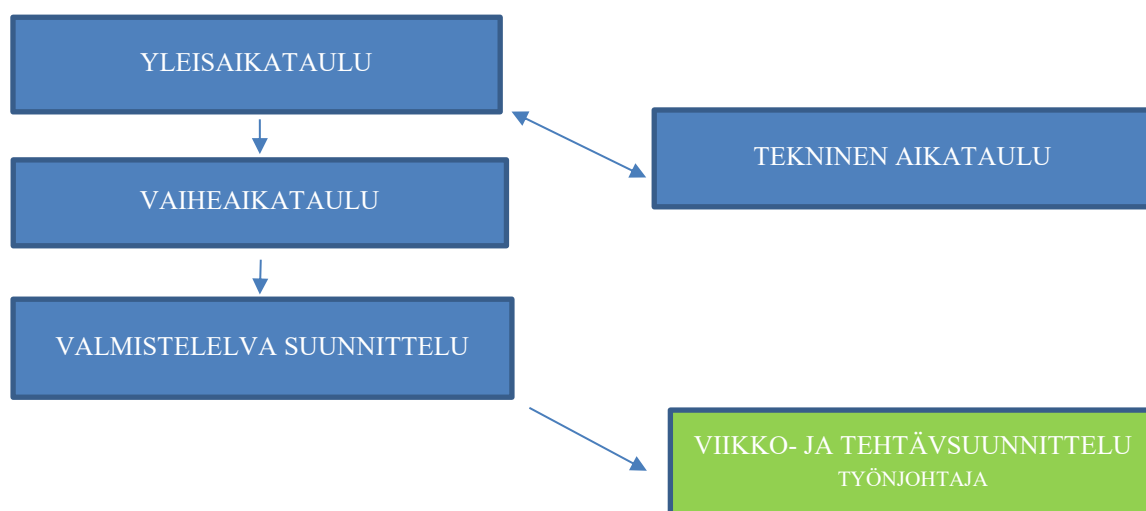 YLEISAIKATAULU
TEKNINEN AIKATAULU
VAIHEAIKATAULU
VALMISTELELVA SUUNNITTELU
VIIKKO- JA TEHTÄVSUUNNITTELU
TYÖNJOHTAJA